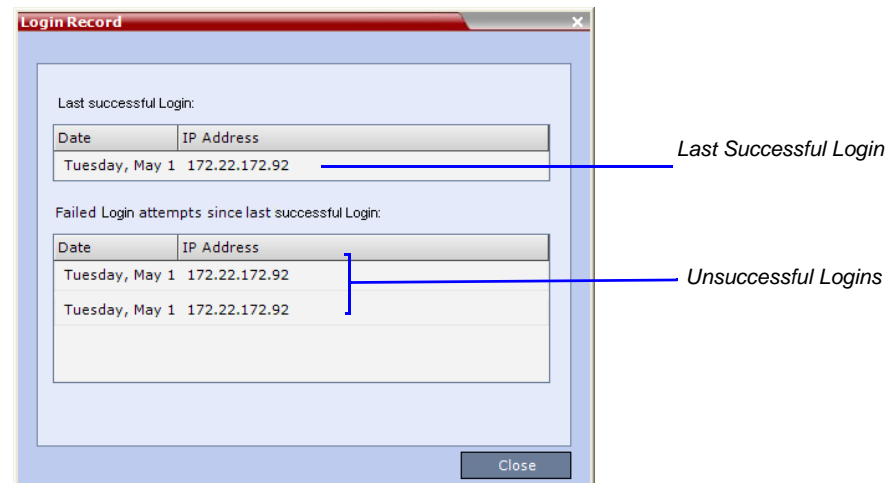 Login Record
Last successful Login:
Date IP Address
Tuesday, May 1 172.22.172.92
Last Successful Login
Failed Login attempts since last successful Login:
Date IP Address
Tuesday, May 1 172.22.172.92
Unsuccessful Logins
Tuesday, May 1 172.22.172.92
Close